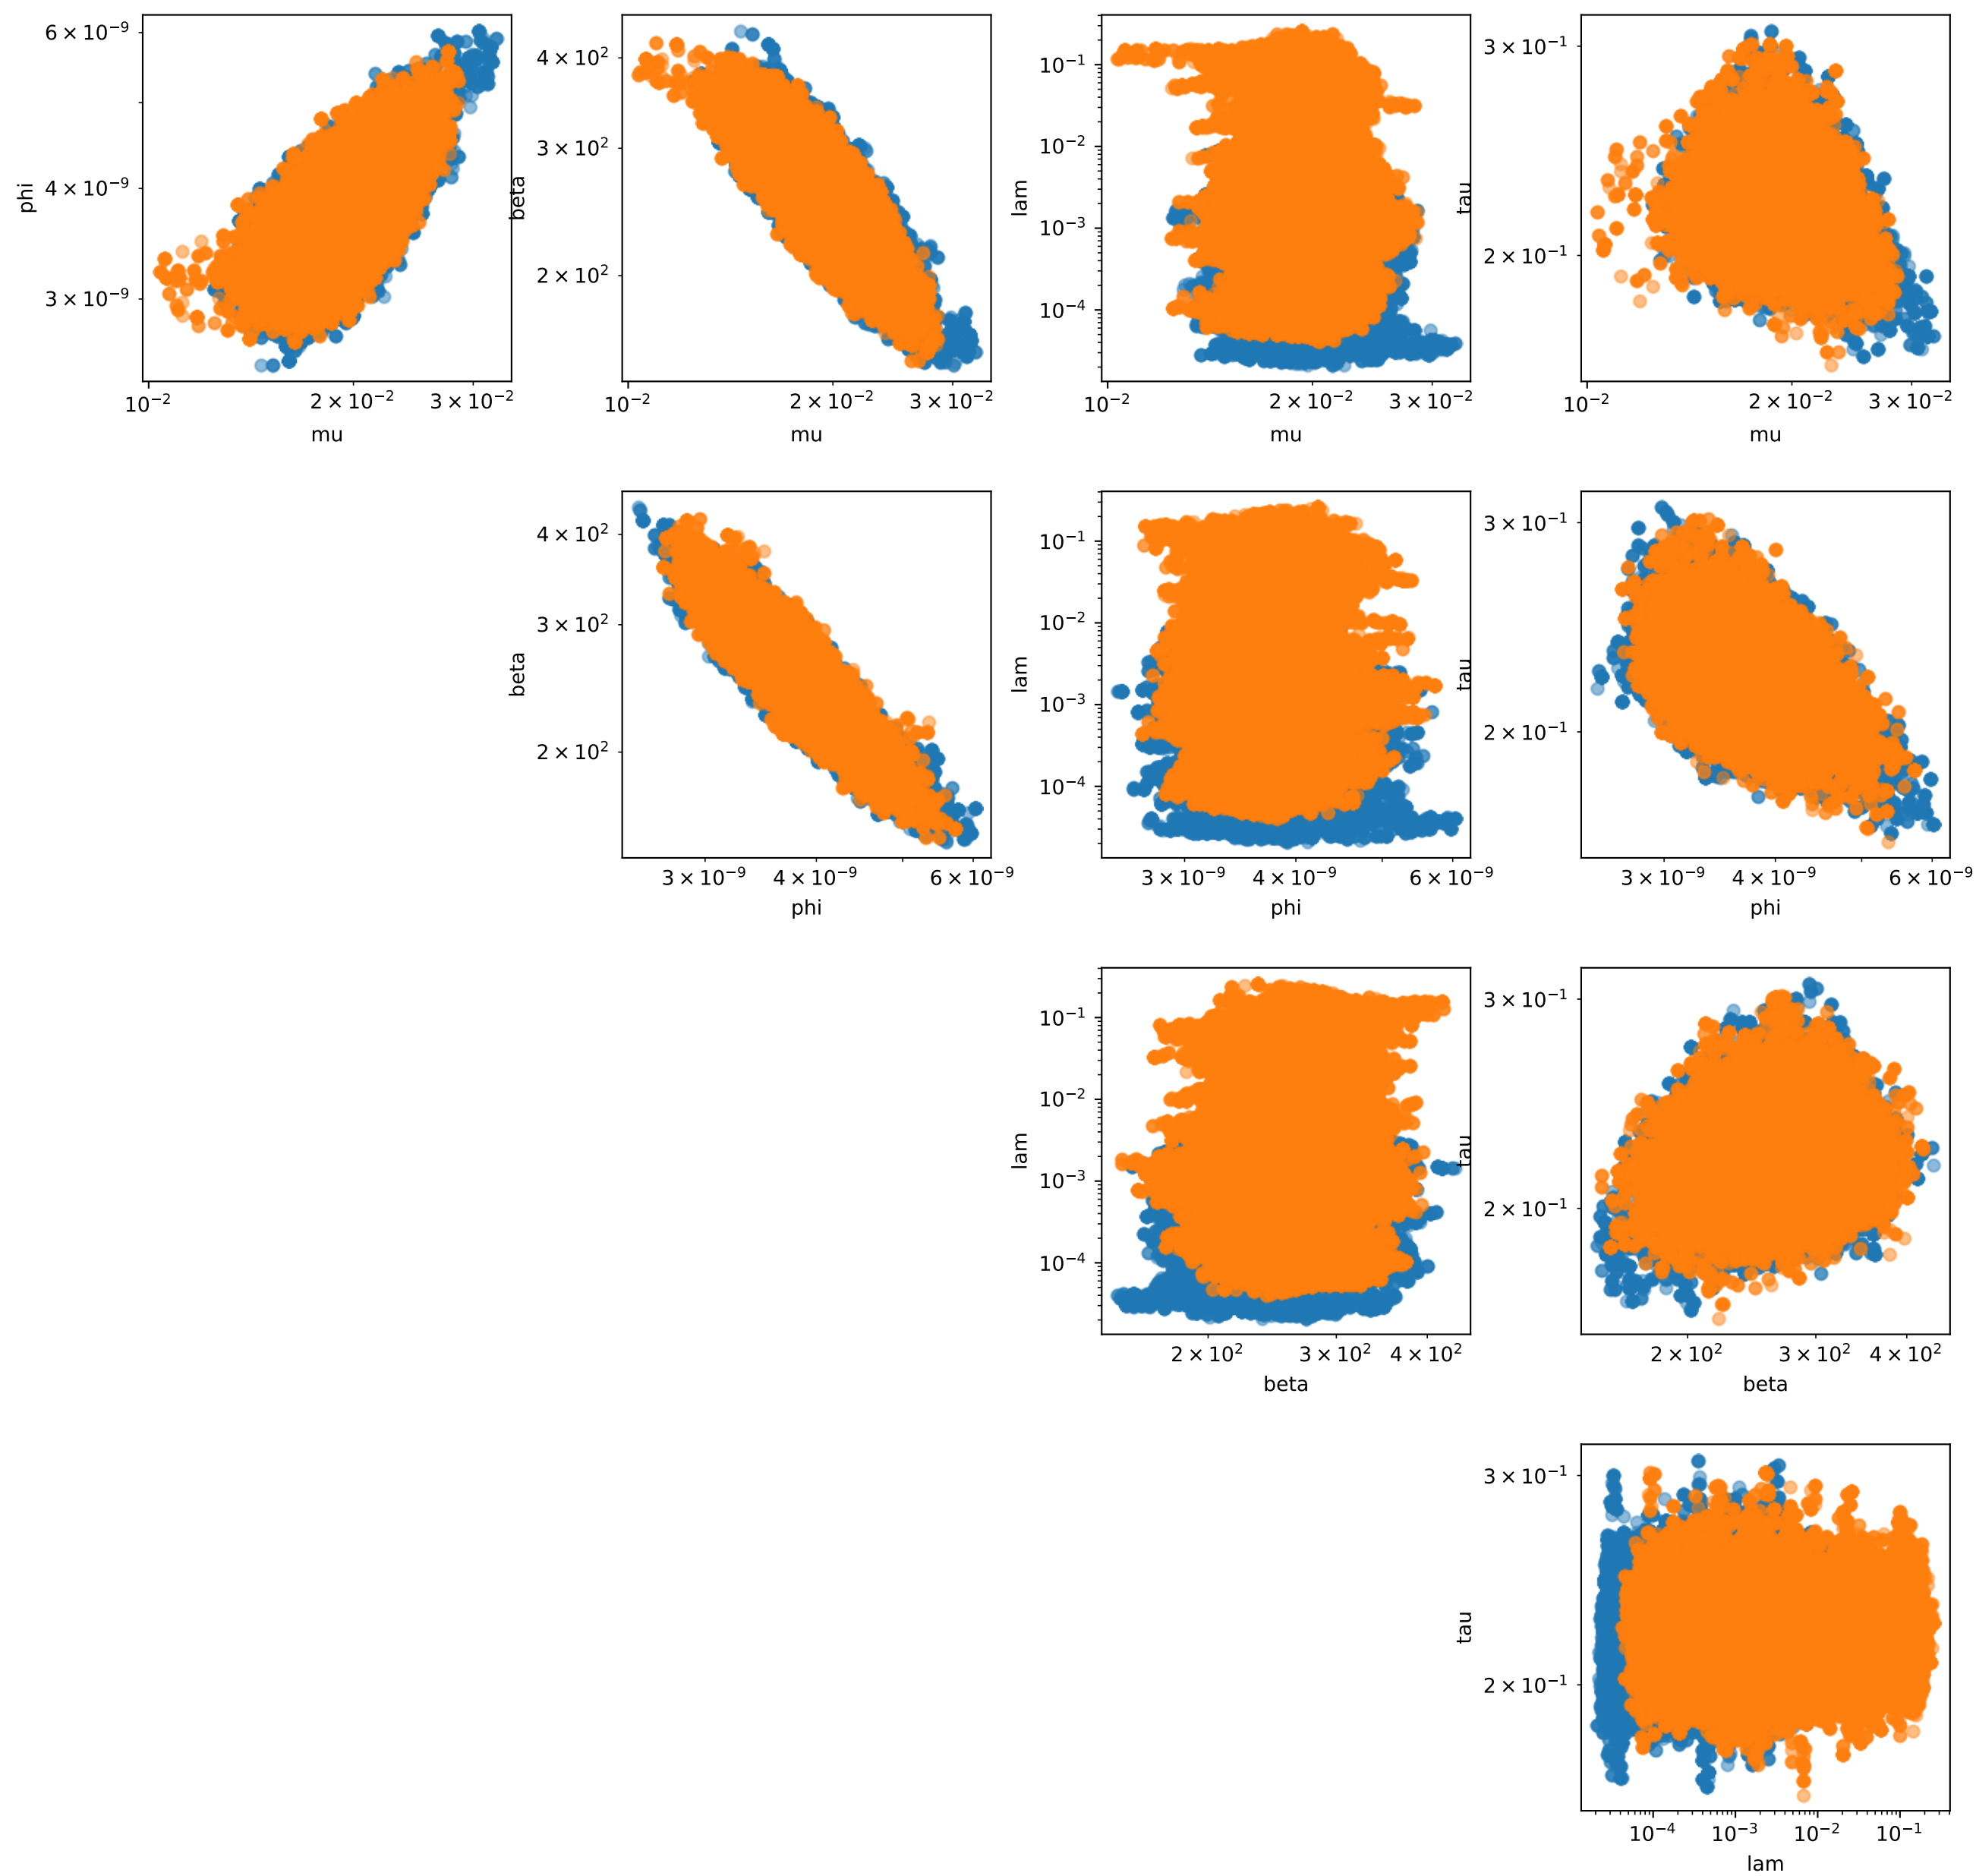 6 × 10⁻⁹
4 × 10⁻⁹
3 × 10⁻⁹
phi
10⁻² 2 × 10⁻² 3 × 10⁻²
mu
4 × 10²
3 × 10²
2 × 10²
beta
10⁻² 2 × 10⁻² 3 × 10⁻²
mu
10⁻¹
10⁻²
10⁻³
10⁻⁴
lam
10⁻² 2 × 10⁻² 3 × 10⁻²
mu
3 × 10⁻¹
2 × 10⁻¹
tau
10⁻² 2 × 10⁻² 3 × 10⁻²
mu
4 × 10²
3 × 10²
2 × 10²
beta
3 × 10⁻⁹ 4 × 10⁻⁹ 6 × 10⁻⁹
phi
10⁻¹
10⁻²
10⁻³
10⁻⁴
lam
3 × 10⁻⁹ 4 × 10⁻⁹ 6 × 10⁻⁹
phi
3 × 10⁻¹
2 × 10⁻¹
tau
3 × 10⁻⁹ 4 × 10⁻⁹ 6 × 10⁻⁹
phi
10⁻¹
10⁻²
10⁻³
10⁻⁴
lam
2 × 10² 3 × 10² 4 × 10²
beta
3 × 10⁻¹
2 × 10⁻¹
tau
2 × 10² 3 × 10² 4 × 10²
beta
3 × 10⁻¹
2 × 10⁻¹
tau
10⁻⁴ 10⁻³ 10⁻² 10⁻¹
lam